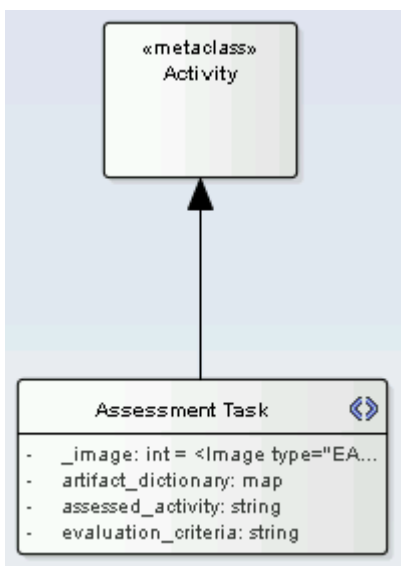 «metaclass»
Activity
Assessment Task
- _image: int = <Image type="EA...
- artifact_dictionary: map
- assessed_activity: string
- evaluation_criteria: string